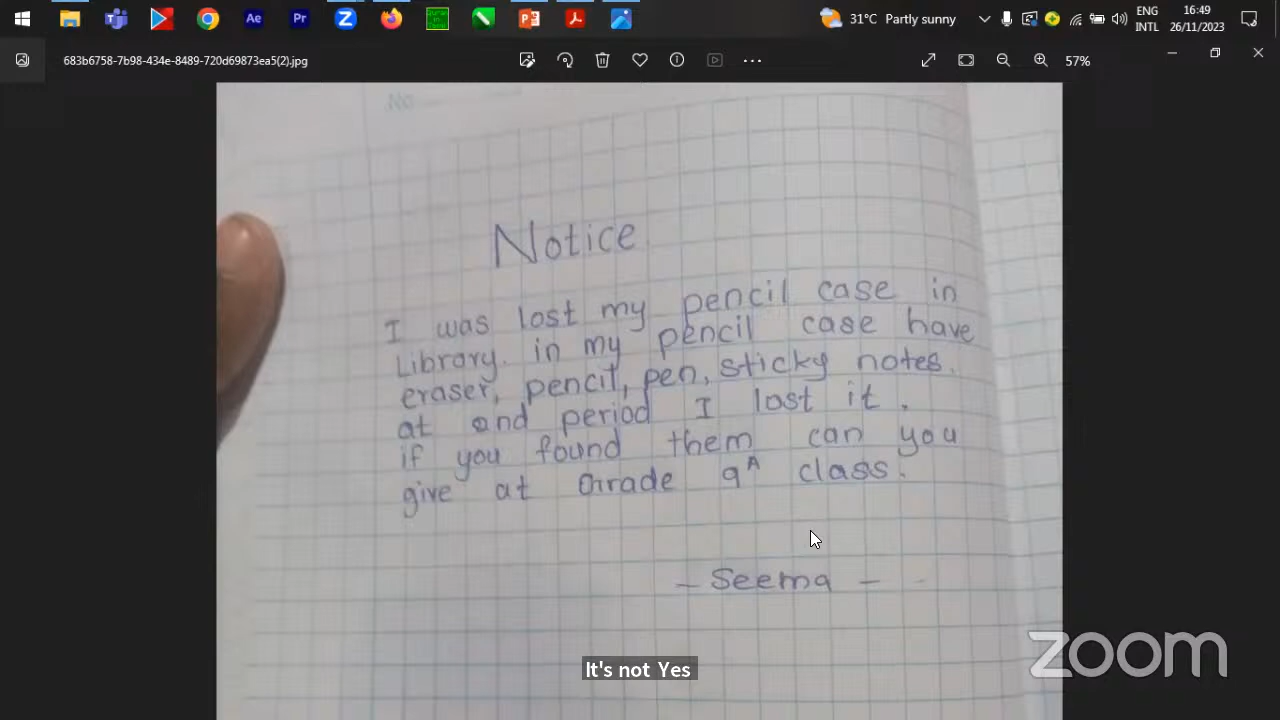 31°C Partly sunny
ENG
INTL
16:49
26/11/2023
683b6758-7b98-434e-8489-720d69873ea5(2).jpg
57%
No
Notice
I was lost my pencil case in
Library. in my pencil case have
eraser, pencil, pen, sticky notes.
at 2nd period I lost it.
if you found them can you
give at Grade 9A class.
- Seema -
It's not Yes
zoom